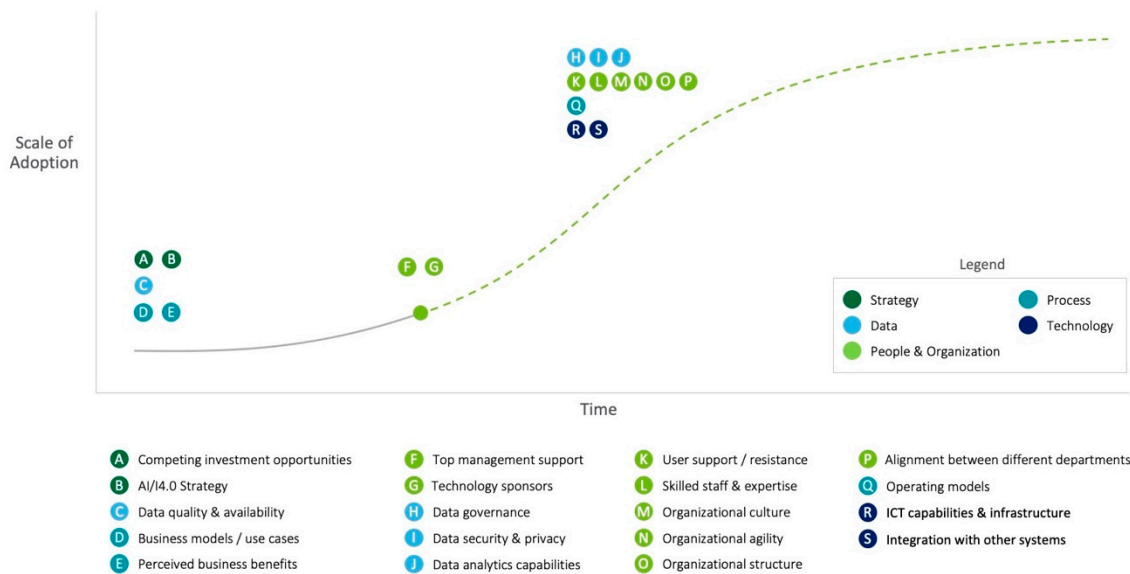 Scale of
Adoption
H I J
K L M N O P
Q
R S
A B
C
D E
F G
Legend
Strategy
Process
Data
Technology
People & Organization
Time
A Competing investment opportunities
B AI/I4.0 Strategy
C Data quality & availability
D Business models / use cases
E Perceived business benefits
F Top management support
G Technology sponsors
H Data governance
I Data security & privacy
J Data analytics capabilities
K User support / resistance
L Skilled staff & expertise
M Organizational culture
N Organizational agility
O Organizational structure
P Alignment between different departments
Q Operating models
R ICT capabilities & infrastructure
S Integration with other systems